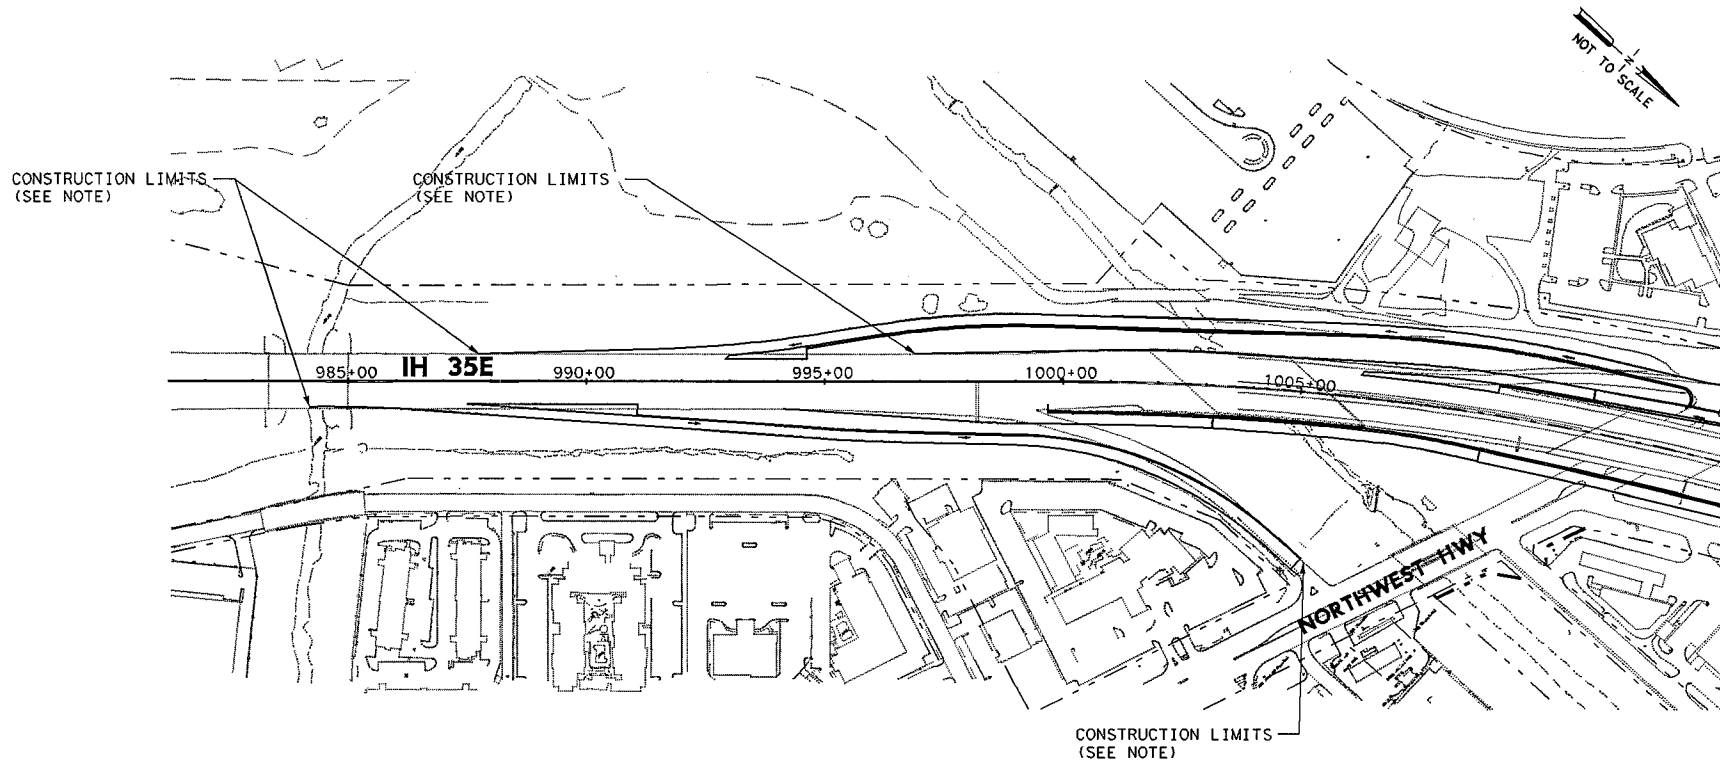 NOT TO SCALE
CONSTRUCTION LIMITS
(SEE NOTE)
CONSTRUCTION LIMITS
(SEE NOTE)
IH 35E
985+00
990+00
995+00
1000+00
1005+00
NORTHWEST HWY
CONSTRUCTION LIMITS
(SEE NOTE)